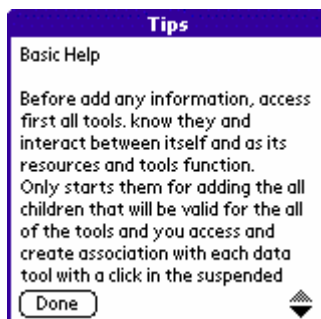 Tips
Basic Help
Before add any information, access
first all tools. know they and
interact between itself and as its
resources and tools function.
Only starts them for adding the all
children that will be valid for the all
of the tools and you access and
create association with each data
tool with a click in the suspended
Done